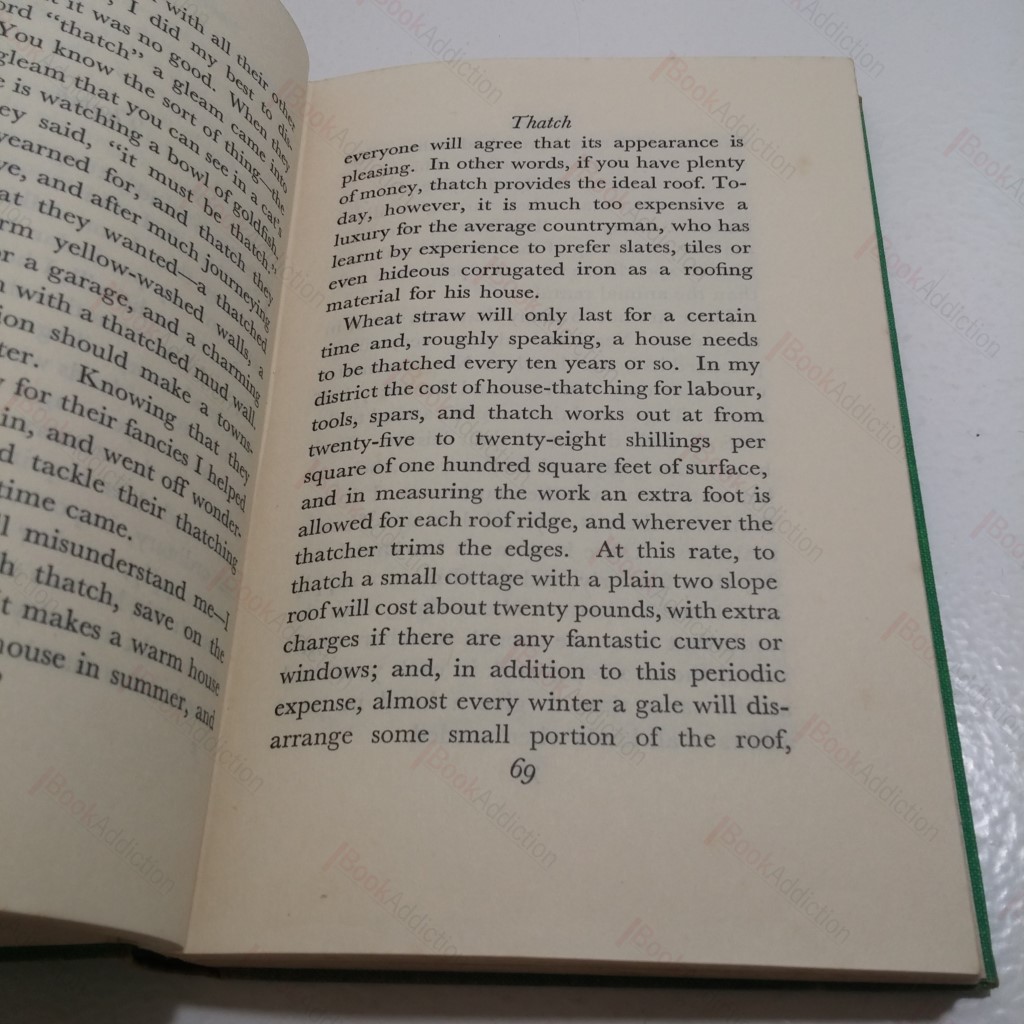 with all their other
, I did my best to dis-
it was no good. When they
ord "thatch" a gleam came into
You know the sort of thing—the
gleam that you can see in a cat's
e is watching a bowl of goldfish.
ey said, "it must be thatch."
yearned for, and thatch they
ve, and after much journeying
at they wanted—a thatched
rm yellow-washed walls, a
or a garage, and a charming
n with a thatched mud wall.
ion should make a towns-
ter. Knowing that they
y for their fancies I helped
in, and went off wonder-
d tackle their thatching
time came.
ll misunderstand me—I
h thatch, save on the
it makes a warm house
house in summer, and
Thatch
everyone will agree that its appearance is
pleasing. In other words, if you have plenty
of money, thatch provides the ideal roof. To-
day, however, it is much too expensive a
luxury for the average countryman, who has
learnt by experience to prefer slates, tiles or
even hideous corrugated iron as a roofing
material for his house.
Wheat straw will only last for a certain
time and, roughly speaking, a house needs
to be thatched every ten years or so. In my
district the cost of house-thatching for labour,
tools, spars, and thatch works out at from
twenty-five to twenty-eight shillings per
square of one hundred square feet of surface,
and in measuring the work an extra foot is
allowed for each roof ridge, and wherever the
thatcher trims the edges. At this rate, to
thatch a small cottage with a plain two slope
roof will cost about twenty pounds, with extra
charges if there are any fantastic curves or
windows; and, in addition to this periodic
expense, almost every winter a gale will dis-
arrange some small portion of the roof,
69
BookAddiction